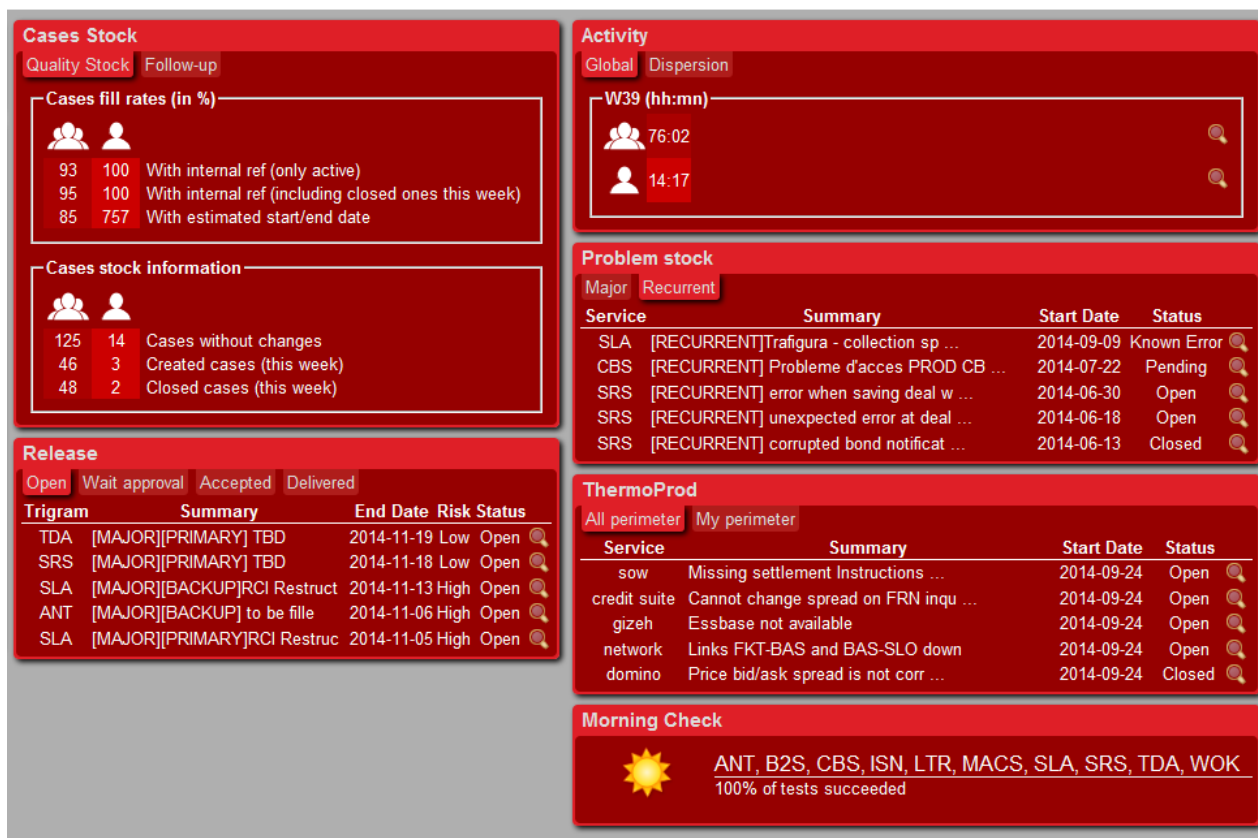 Cases Stock
Quality Stock Follow-up
Cases fill rates (in %)
93 100 With internal ref (only active)
95 100 With internal ref (including closed ones this week)
85 757 With estimated start/end date
Cases stock information
125 14 Cases without changes
46 3 Created cases (this week)
48 2 Closed cases (this week)
Release
Open Wait approval Accepted Delivered
Trigram Summary End Date Risk Status
TDA [MAJOR][PRIMARY] TBD 2014-11-19 Low Open
SRS [MAJOR][PRIMARY] TBD 2014-11-18 Low Open
SLA [MAJOR][BACKUP]RCI Restruct 2014-11-13 High Open
ANT [MAJOR][BACKUP] to be fille 2014-11-06 High Open
SLA [MAJOR][PRIMARY]RCI Restruc 2014-11-05 High Open
Activity
Global Dispersion
W39 (hh:mn)
76:02
14:17
Problem stock
Major Recurrent
Service Summary Start Date Status
SLA [RECURRENT]Trafigura - collection sp ... 2014-09-09 Known Error
CBS [RECURRENT] Probleme d'acces PROD CB ... 2014-07-22 Pending
SRS [RECURRENT] error when saving deal w ... 2014-06-30 Open
SRS [RECURRENT] unexpected error at deal ... 2014-06-18 Open
SRS [RECURRENT] corrupted bond notificat ... 2014-06-13 Closed
ThermoProd
All perimeter My perimeter
Service Summary Start Date Status
sow Missing settlement Instructions ... 2014-09-24 Open
credit suite Cannot change spread on FRN inqu ... 2014-09-24 Open
gizeh Essbase not available 2014-09-24 Open
network Links FKT-BAS and BAS-SLO down 2014-09-24 Open
domino Price bid/ask spread is not corr ... 2014-09-24 Closed
Morning Check
ANT, B2S, CBS, ISN, LTR, MACS, SLA, SRS, TDA, WOK
100% of tests succeeded